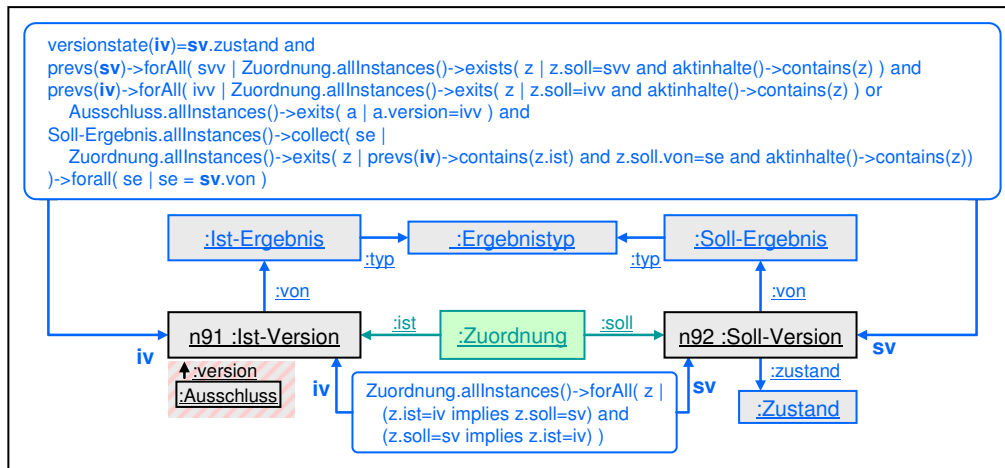 versionstate(iv)=sv.zustand and
prevs(sv)->forAll( svv | Zuordnung.allInstances()->exists( z | z.soll=svv and aktinhalte()->contains(z) ) and
prevs(iv)->forAll( ivv | Zuordnung.allInstances()->exits( z | z.soll=ivv and aktinhalte()->contains(z) ) or
Ausschluss.allInstances()->exits( a | a.version=ivv ) and
Soll-Ergebnis.allInstances()->collect( se |
Zuordnung.allInstances()->exits( z | prevs(iv)->contains(z.ist) and z.soll.von=se and aktinhalte()->contains(z))
)->forall( se | se = sv.von )
:Ist-Ergebnis
:Ergebnistyp
:Soll-Ergebnis
:typ
:typ
:von
:von
n91 :Ist-Version
:ist
:Zuordnung
:soll
n92 :Soll-Version
iv
sv
:version
:Ausschluss
iv
Zuordnung.allInstances()->forAll( z |
(z.ist=iv implies z.soll=sv) and
(z.soll=sv implies z.ist=iv) )
sv
:zustand
:Zustand